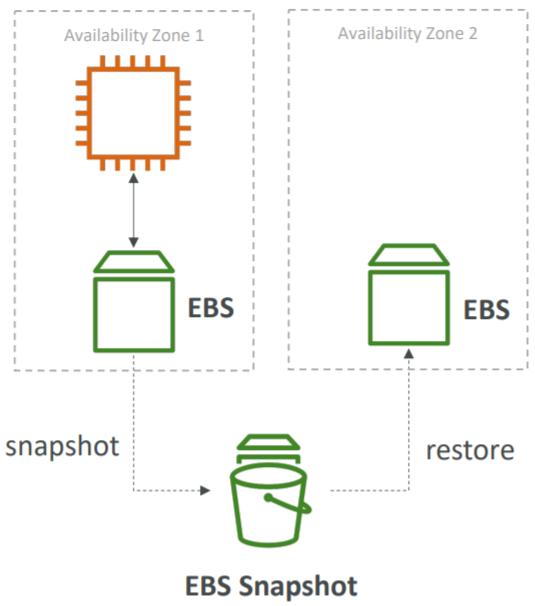 Availability Zone 1
Availability Zone 2
EBS
EBS
snapshot
restore
EBS Snapshot